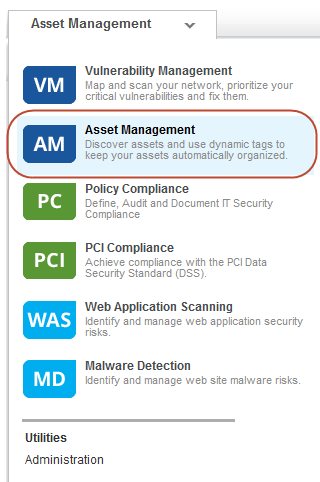 Asset Management
VM
Vulnerability Management
Map and scan your network, prioritize your
critical vulnerabilities and fix them.
AM
Asset Management
Discover assets and use dynamic tags to
keep your assets automatically organized.
PC
Policy Compliance
Define, Audit and Document IT Security
Compliance
PCI
PCI Compliance
Achieve compliance with the PCI Data
Security Standard (DSS).
WAS
Web Application Scanning
Identify and manage web application security
risks.
MD
Malware Detection
Identify and manage web site malware risks.
Utilities
Administration